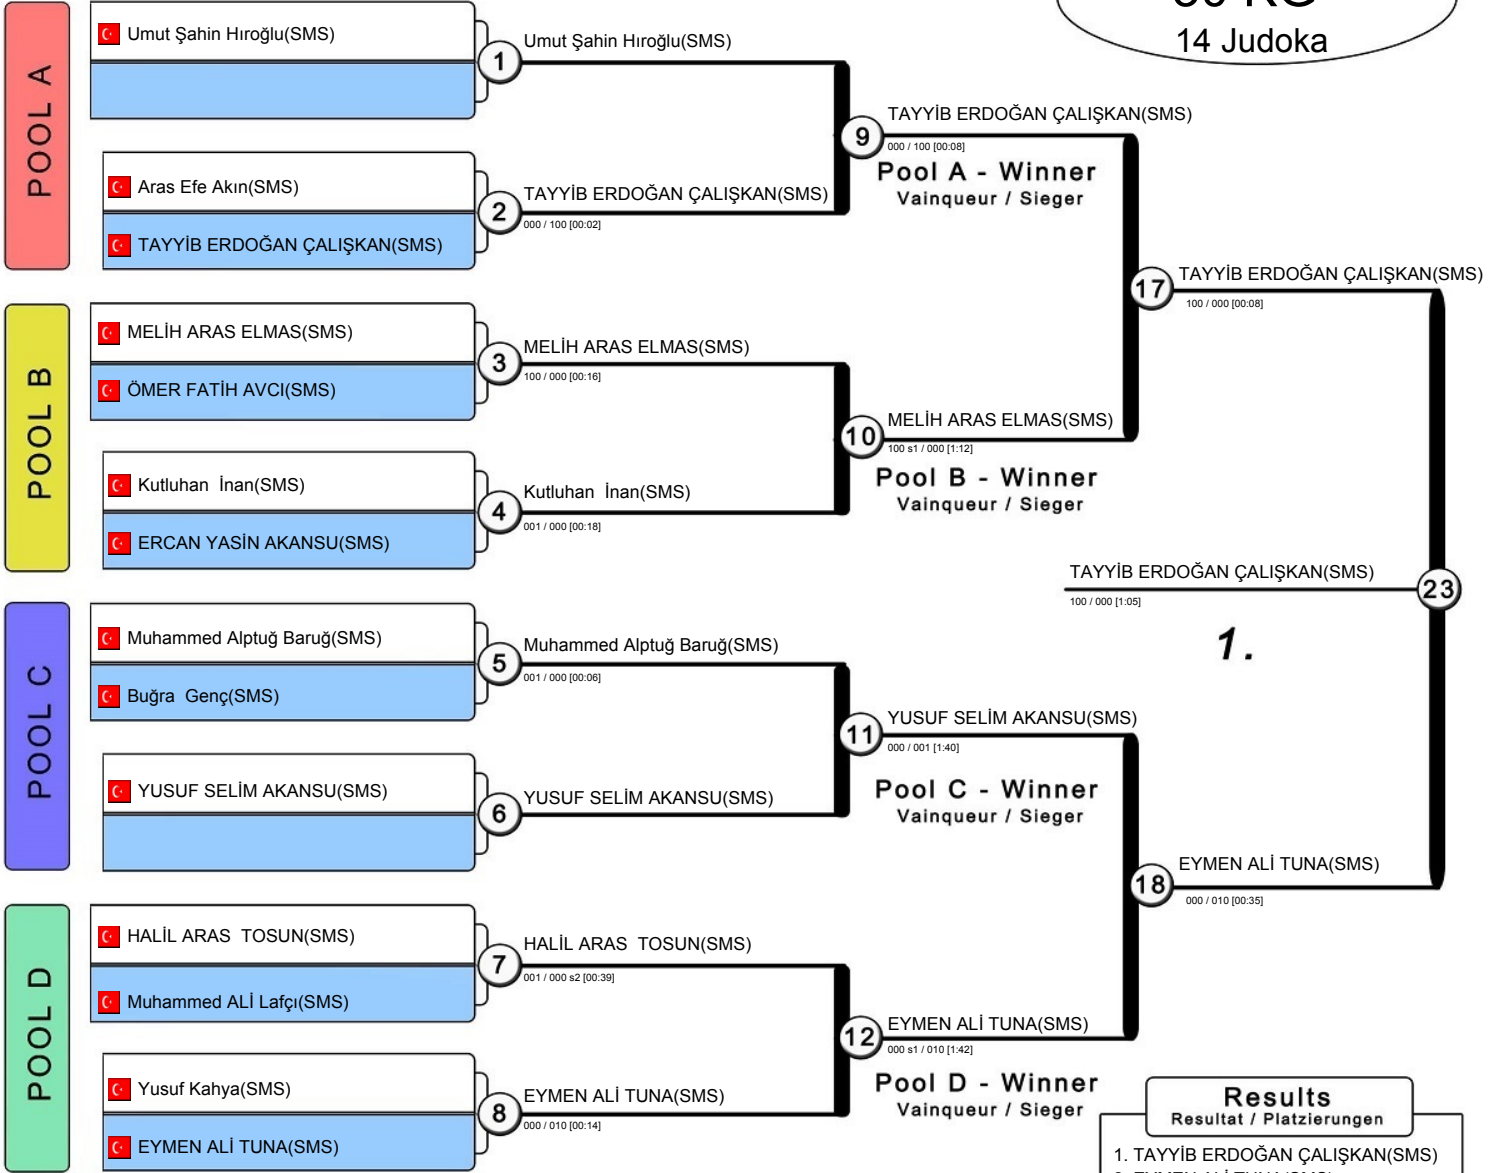 KG
14 Judoka
POOL A
Umut Şahin Hıroğlu(SMS)
1
Umut Şahin Hıroğlu(SMS)
Aras Efe Akın(SMS)
TAYYİB ERDOĞAN ÇALIŞKAN(SMS)
2
TAYYİB ERDOĞAN ÇALIŞKAN(SMS)
000 / 100 [00:02]
9
TAYYİB ERDOĞAN ÇALIŞKAN(SMS)
000 / 100 [00:08]
Pool A - Winner
Vainqueur / Sieger
POOL B
MELİH ARAS ELMAS(SMS)
ÖMER FATİH AVCI(SMS)
3
MELİH ARAS ELMAS(SMS)
100 / 000 [00:16]
Kutluhan  İnan(SMS)
ERCAN YASİN AKANSU(SMS)
4
Kutluhan  İnan(SMS)
001 / 000 [00:18]
10
MELİH ARAS ELMAS(SMS)
100 s1 / 000 [1:12]
Pool B - Winner
Vainqueur / Sieger
17
TAYYİB ERDOĞAN ÇALIŞKAN(SMS)
100 / 000 [00:08]
POOL C
Muhammed Alptuğ Baruğ(SMS)
Buğra  Genç(SMS)
5
Muhammed Alptuğ Baruğ(SMS)
001 / 000 [00:06]
YUSUF SELİM AKANSU(SMS)
6
YUSUF SELİM AKANSU(SMS)
11
YUSUF SELİM AKANSU(SMS)
000 / 001 [1:40]
Pool C - Winner
Vainqueur / Sieger
POOL D
HALİL ARAS  TOSUN(SMS)
Muhammed ALİ Lafçı(SMS)
7
HALİL ARAS  TOSUN(SMS)
001 / 000 s2 [00:39]
Yusuf Kahya(SMS)
EYMEN ALİ TUNA(SMS)
8
EYMEN ALİ TUNA(SMS)
000 / 010 [00:14]
12
EYMEN ALİ TUNA(SMS)
000 s1 / 010 [1:42]
Pool D - Winner
Vainqueur / Sieger
18
EYMEN ALİ TUNA(SMS)
000 / 010 [00:35]
TAYYİB ERDOĞAN ÇALIŞKAN(SMS)
23
100 / 000 [1:05]
1.
Results
Resultat / Platzierungen
1. TAYYİB ERDOĞAN ÇALIŞKAN(SMS)